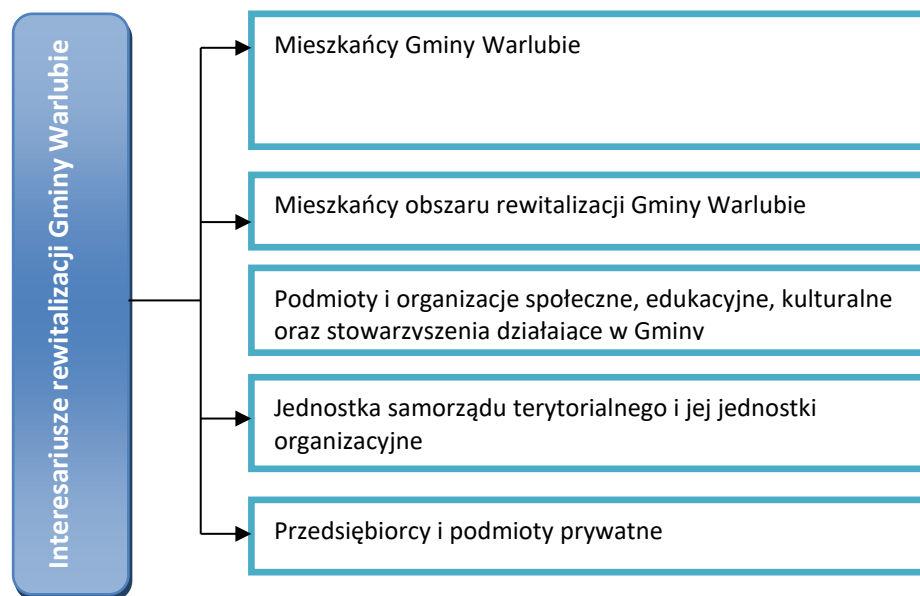 Interesariusze rewitalizacji Gminy Warlubie
Mieszkańcy Gminy Warlubie
Mieszkańcy obszaru rewitalizacji Gminy Warlubie
Podmioty i organizacje społeczne, edukacyjne, kulturalne
oraz stowarzyszenia działające w Gminy
Jednostka samorządu terytorialnego i jej jednostki
organizacyjne
Przedsiębiorcy i podmioty prywatne